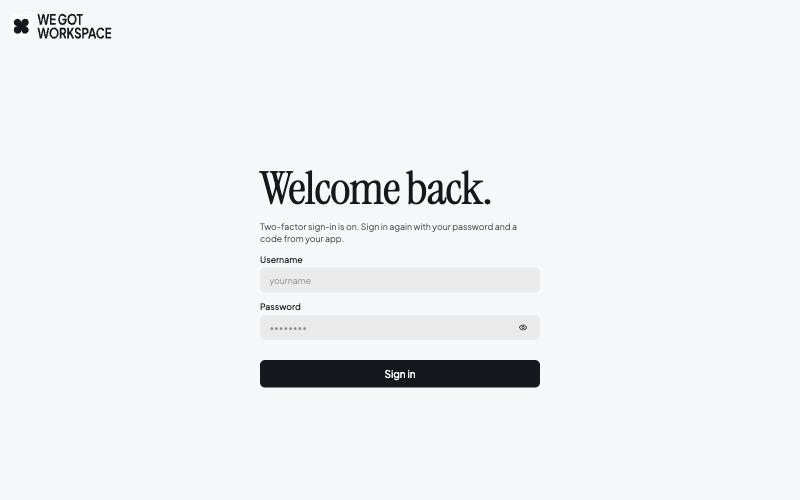 WE GOT
WORKSPACE
Welcome back.
Two-factor sign-in is on. Sign in again with your password and a
code from your app.
Username
yourname
Password
••••••••
Sign in